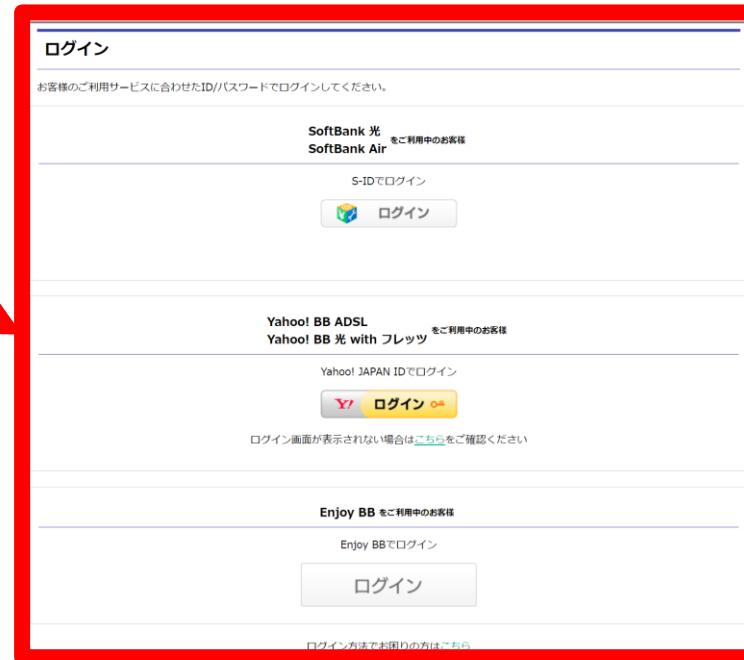 ログイン
お客様のご利用サービスに合わせたID/パスワードでログインしてください。
SoftBank 光
SoftBank Air をご利用中のお客様
S-IDでログイン
ログイン
Yahoo! BB ADSL
Yahoo! BB 光 with フレッツ をご利用中のお客様
Yahoo! JAPAN IDでログイン
Y! ログイン
ログイン画面が表示されない場合はこちらをご確認ください
Enjoy BB をご利用中のお客様
Enjoy BBでログイン
ログイン
ログイン方法でお困りの方はこちら